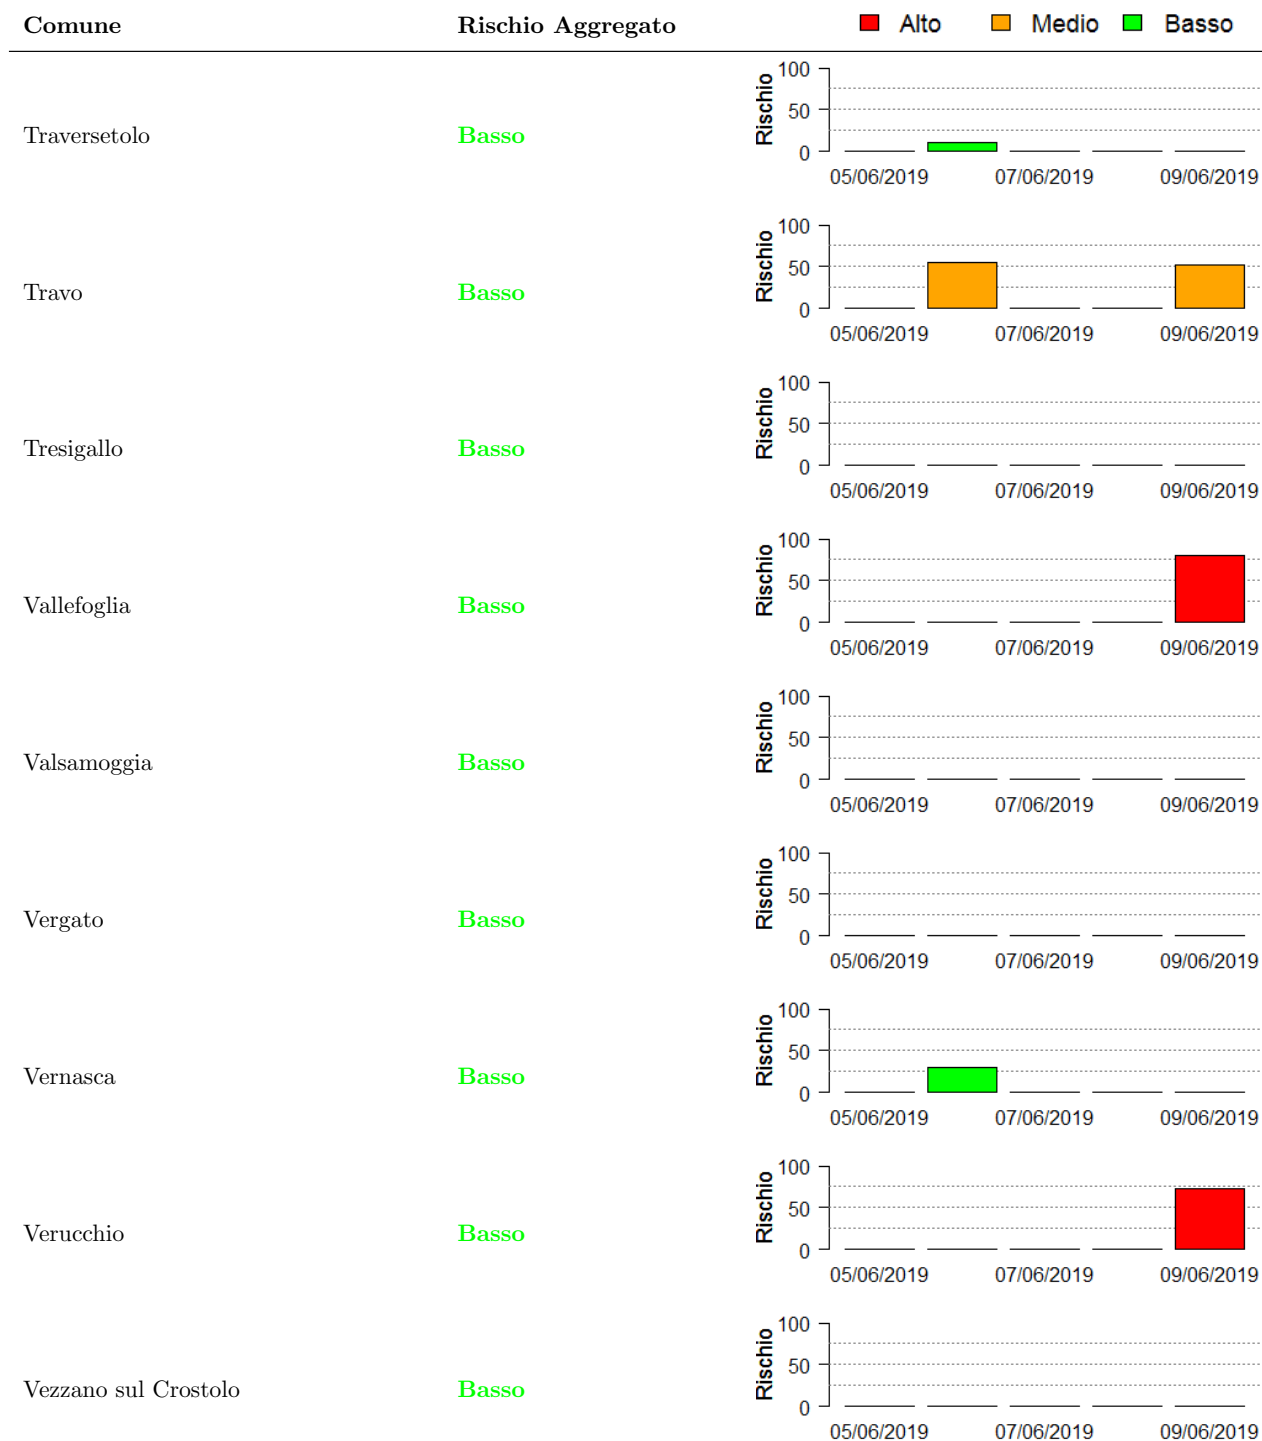 Comune Rischio Aggregato Alto Medio Basso
Traversetolo Basso
Rischio
100
50
0
05/06/2019 07/06/2019 09/06/2019
Travo Basso
Rischio
100
50
0
05/06/2019 07/06/2019 09/06/2019
Tresigallo Basso
Rischio
100
50
0
05/06/2019 07/06/2019 09/06/2019
Vallefoglia Basso
Rischio
100
50
0
05/06/2019 07/06/2019 09/06/2019
Valsamoggia Basso
Rischio
100
50
0
05/06/2019 07/06/2019 09/06/2019
Vergato Basso
Rischio
100
50
0
05/06/2019 07/06/2019 09/06/2019
Vernasca Basso
Rischio
100
50
0
05/06/2019 07/06/2019 09/06/2019
Verucchio Basso
Rischio
100
50
0
05/06/2019 07/06/2019 09/06/2019
Vezzano sul Crostolo Basso
Rischio
100
50
0
05/06/2019 07/06/2019 09/06/2019